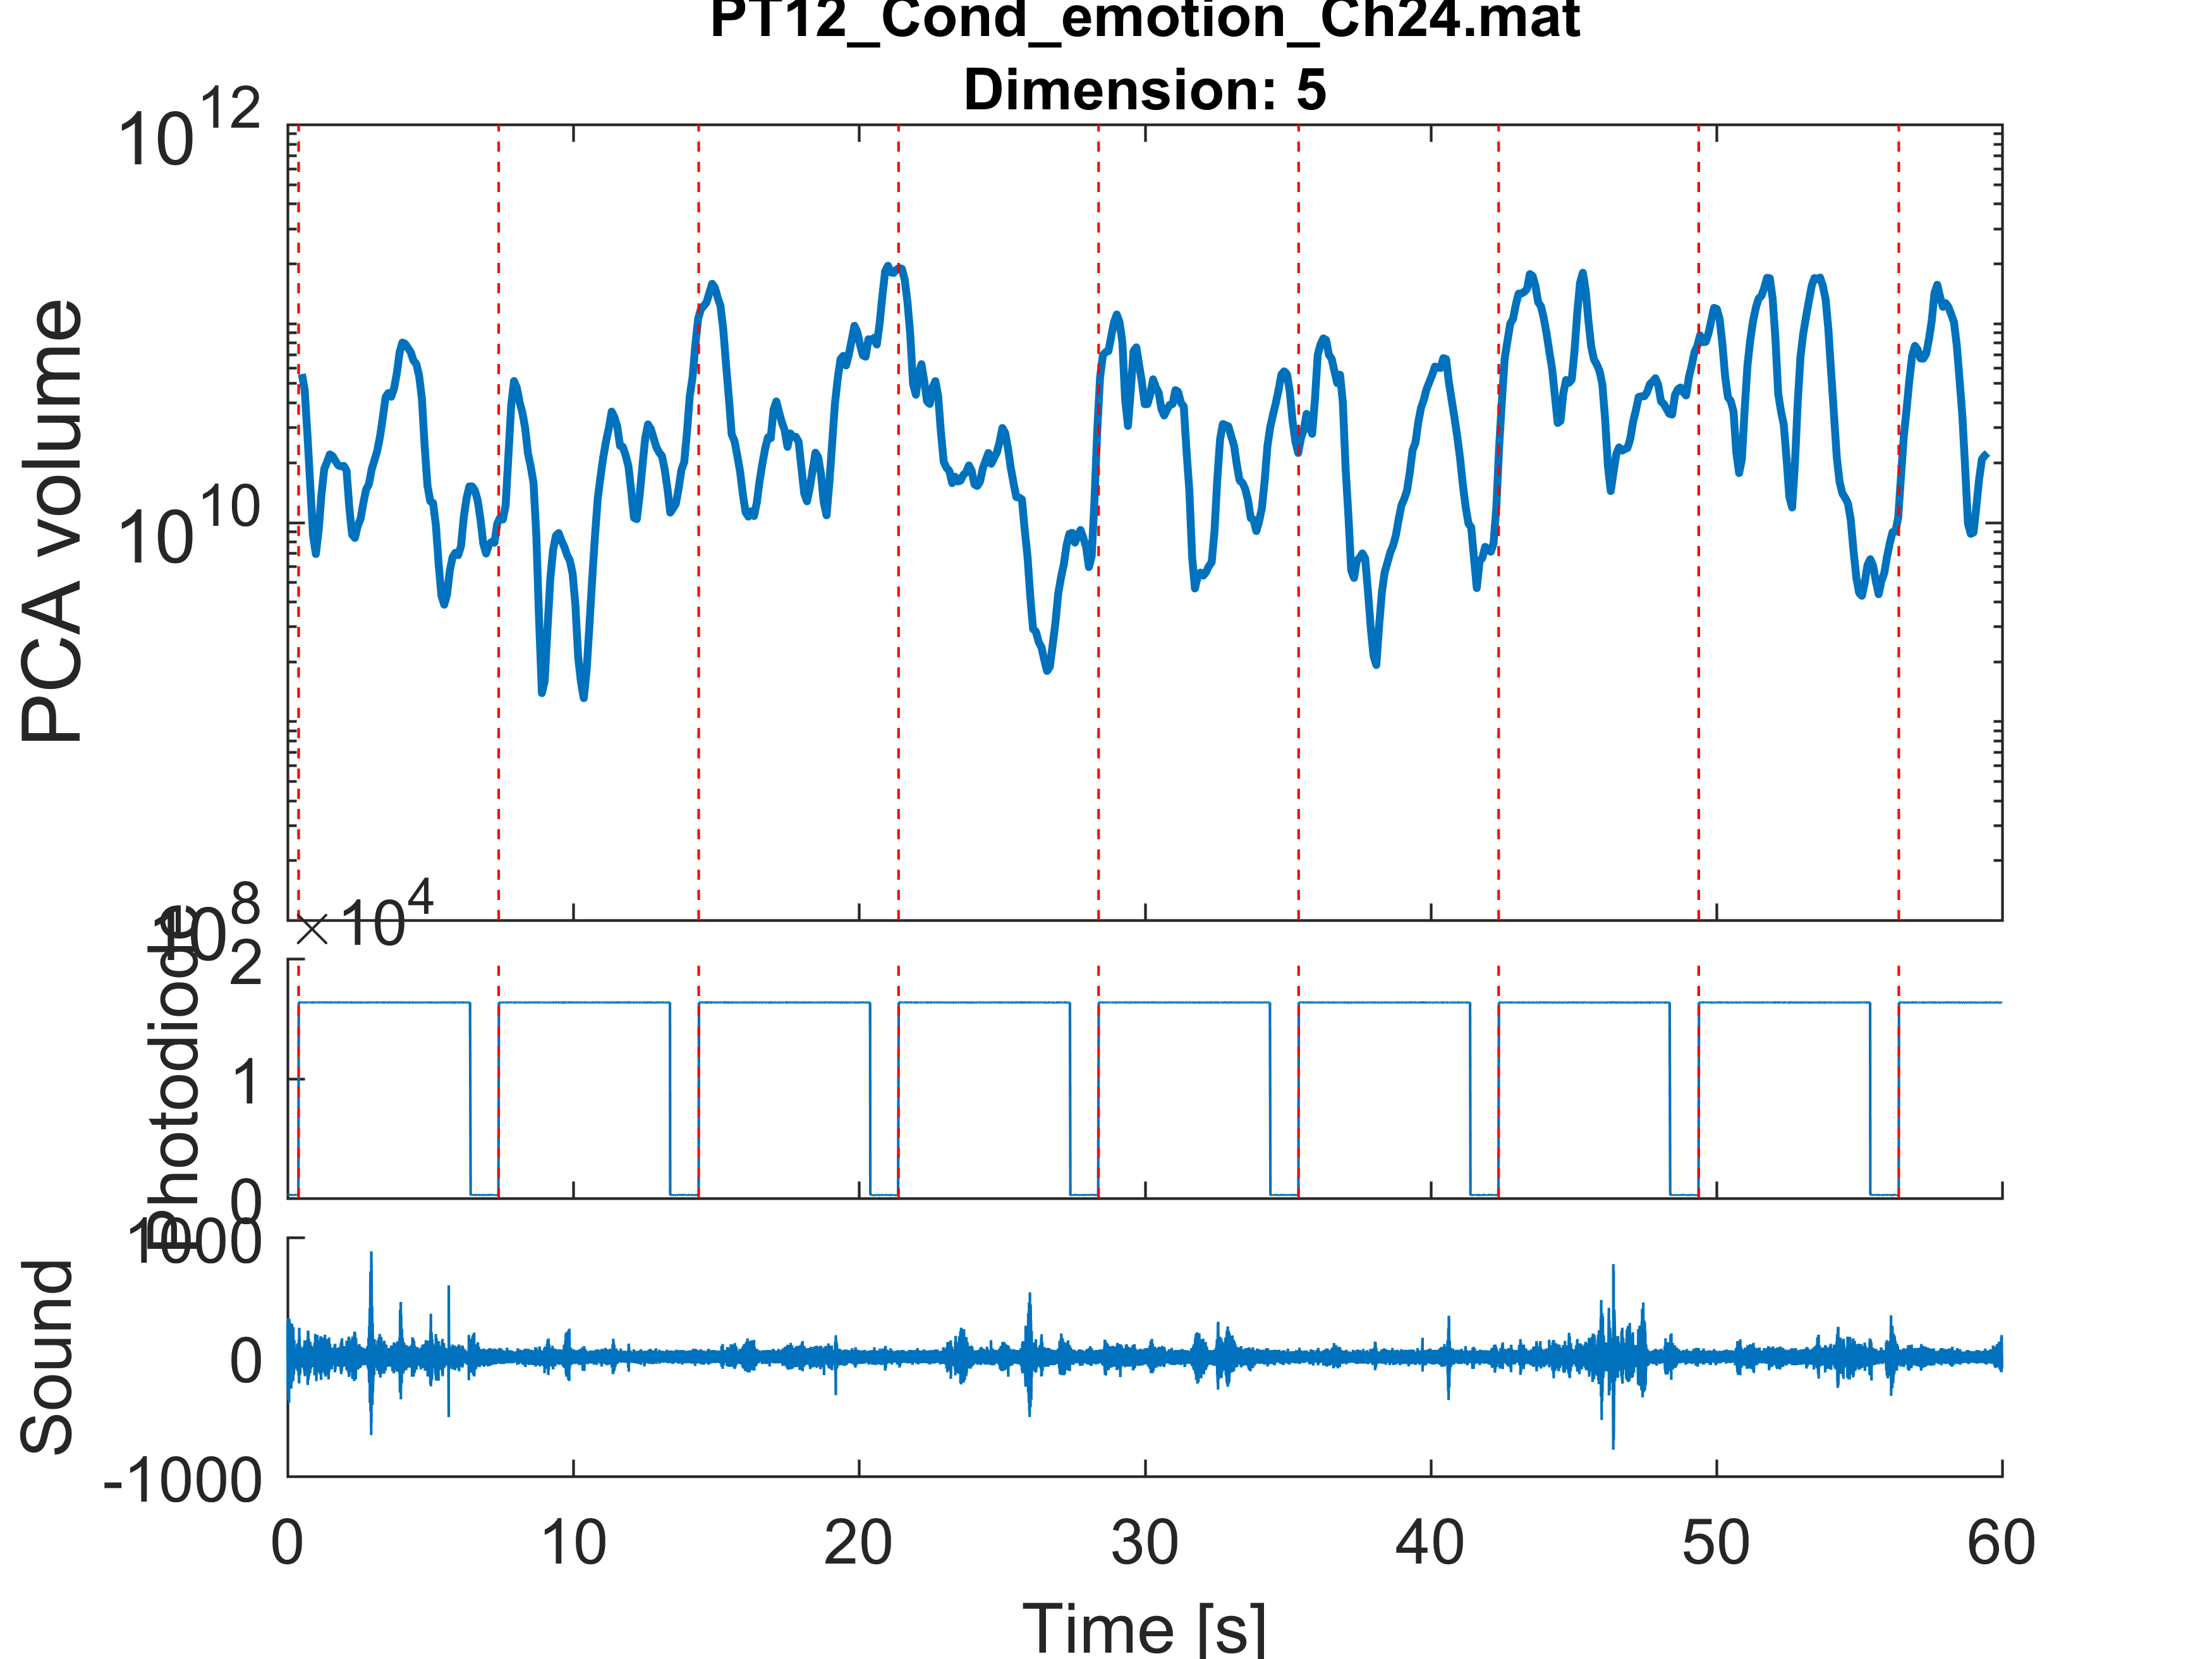 PT12_Cond_emotion_Ch24.mat
Dimension: 5
10^12
10^10
10^8
PCA volume
×10^4
2
1
0
Photodiode
1000
0
-1000
Sound
0 10 20 30 40 50 60
Time [s]